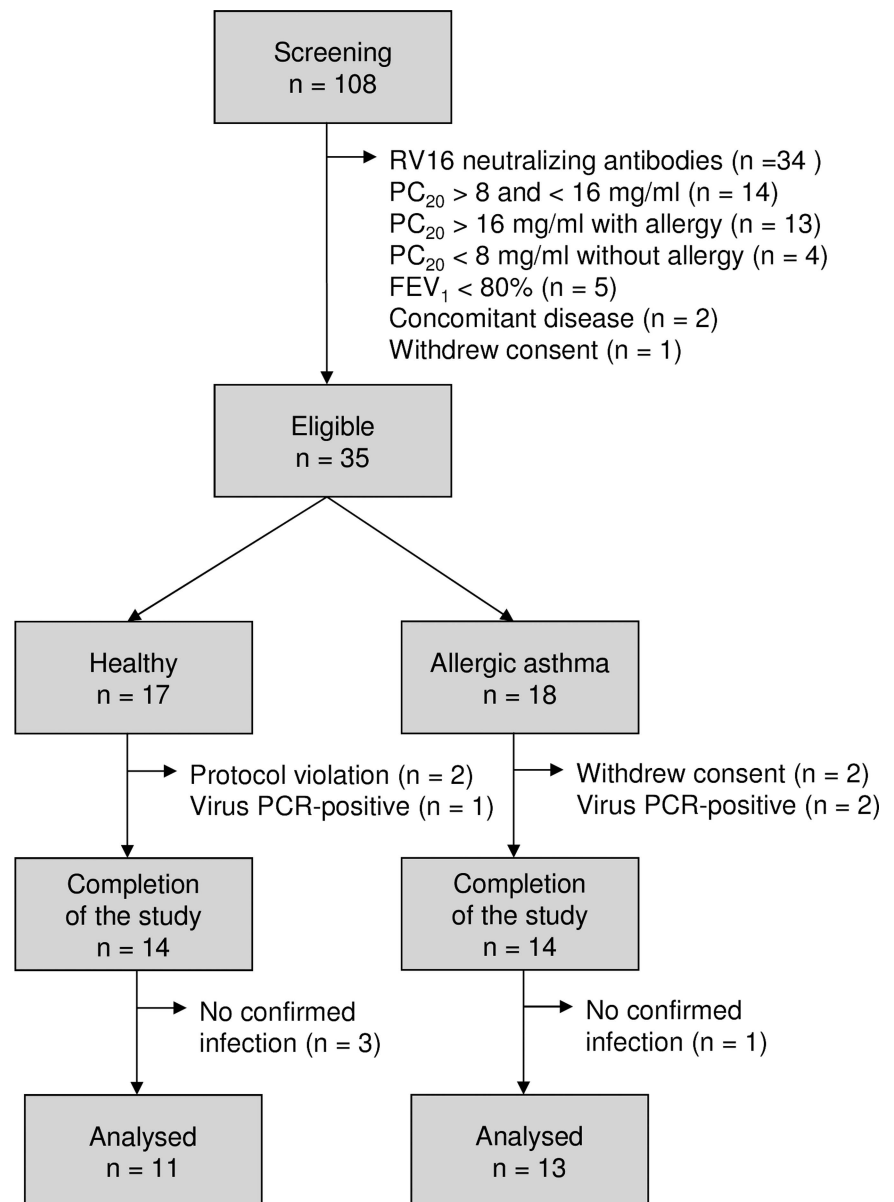 Screening
n = 108
RV16 neutralizing antibodies (n =34 )
PC20 > 8 and < 16 mg/ml (n = 14)
PC20 > 16 mg/ml with allergy (n = 13)
PC20 < 8 mg/ml without allergy (n = 4)
FEV1 < 80% (n = 5)
Concomitant disease (n = 2)
Withdrew consent (n = 1)
Eligible
n = 35
Healthy
n = 17
Allergic asthma
n = 18
Protocol violation (n = 2)
Virus PCR-positive (n = 1)
Withdrew consent (n = 2)
Virus PCR-positive (n = 2)
Completion
of the study
n = 14
Completion
of the study
n = 14
No confirmed
infection (n = 3)
No confirmed
infection (n = 1)
Analysed
n = 11
Analysed
n = 13